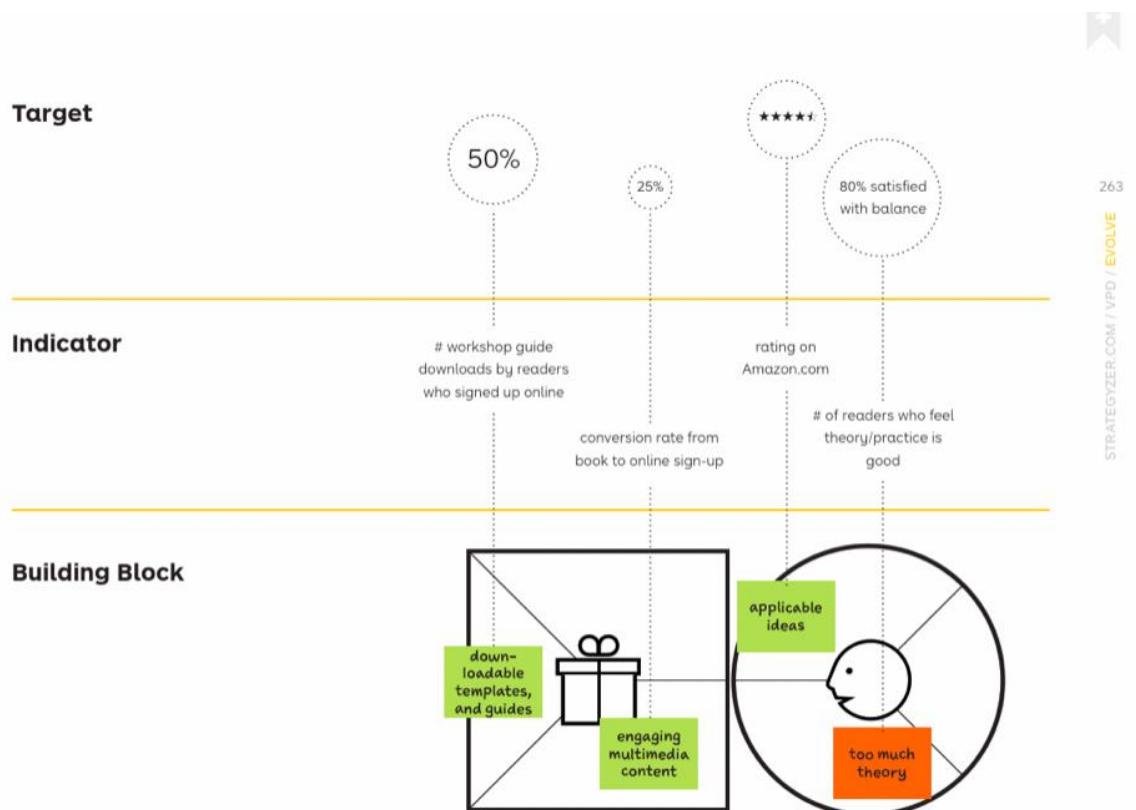 Target
50%
25%
★★★★⯨
80% satisfied
with balance
263
STRATEGYZER.COM / VPD / EVOLVE
Indicator
# workshop guide
downloads by readers
who signed up online
conversion rate from
book to online sign-up
rating on
Amazon.com
# of readers who feel
theory/practice is
good
Building Block
down-
loadable
templates,
and guides
engaging
multimedia
content
applicable
ideas
too much
theory